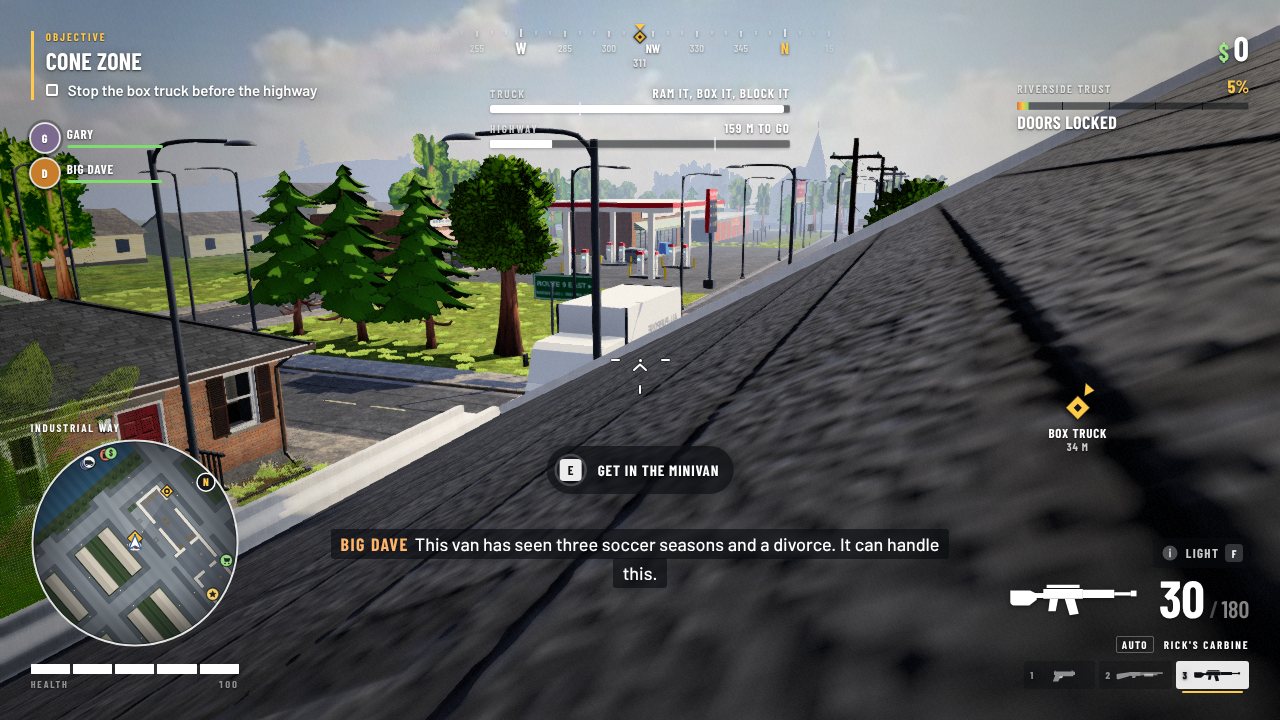 OBJECTIVE
CONE ZONE
Stop the box truck before the highway
G GARY
D BIG DAVE
255 W 285 300 NW 330 345 N 15
311
TRUCK RAM IT, BOX IT, BLOCK IT
HIGHWAY 159 M TO GO
$ 0
RIVERSIDE TRUST 5%
DOORS LOCKED
ROUTE 9 EAST
BOX TRUCK
34 M
INDUSTRIAL WAY
N
$
E GET IN THE MINIVAN
BIG DAVE This van has seen three soccer seasons and a divorce. It can handle
this.
LIGHT F
30 / 180
AUTO RICK'S CARBINE
1 2 3
HEALTH 100